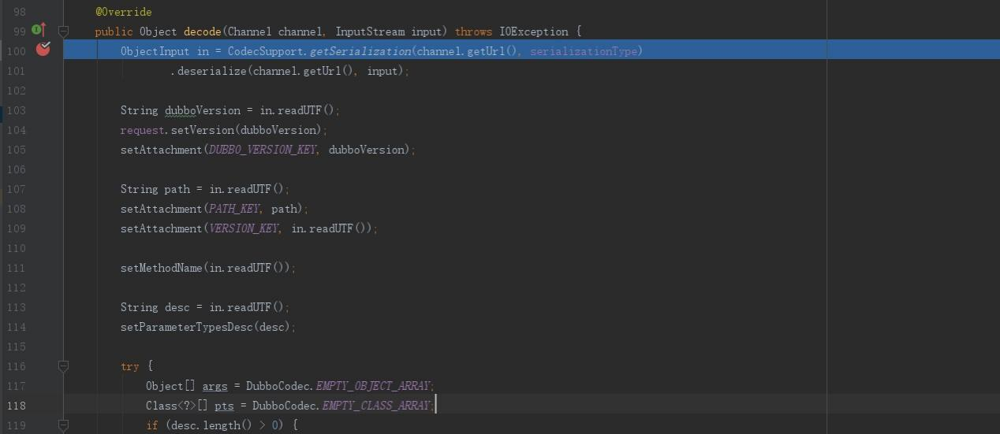 98 @Override
99 public Object decode(Channel channel, InputStream input) throws IOException {
100 ObjectInput in = CodecSupport.getSerialization(channel.getUrl(), serializationType)
101 .deserialize(channel.getUrl(), input);
102
103 String dubboVersion = in.readUTF();
104 request.setVersion(dubboVersion);
105 setAttachment(DUBBO_VERSION_KEY, dubboVersion);
106
107 String path = in.readUTF();
108 setAttachment(PATH_KEY, path);
109 setAttachment(VERSION_KEY, in.readUTF());
110
111 setMethodName(in.readUTF());
112
113 String desc = in.readUTF();
114 setParameterTypesDesc(desc);
115
116 try {
117 Object[] args = DubboCodec.EMPTY_OBJECT_ARRAY;
118 Class<?>[] pts = DubboCodec.EMPTY_CLASS_ARRAY;
119 if (desc.length() > 0) {